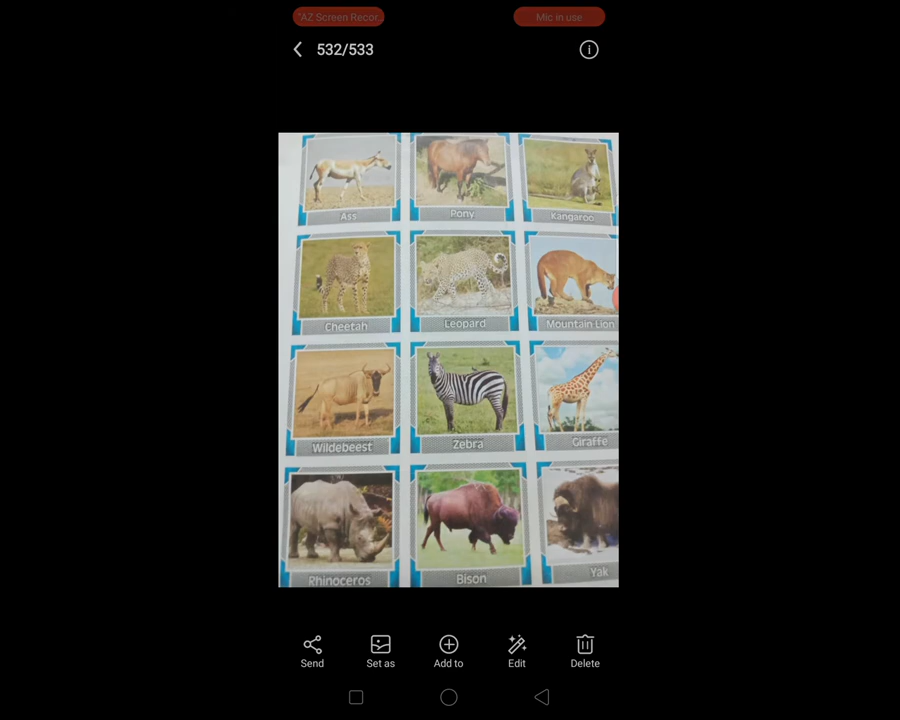 "AZ Screen Recor..
Mic in use
532/533
Ass
Pony
Kangaroo
Cheetah
Leopard
Mountain Lion
Wildebeest
Zebra
Giraffe
Rhinoceros
Bison
Yak
Send
Set as
Add to
Edit
Delete